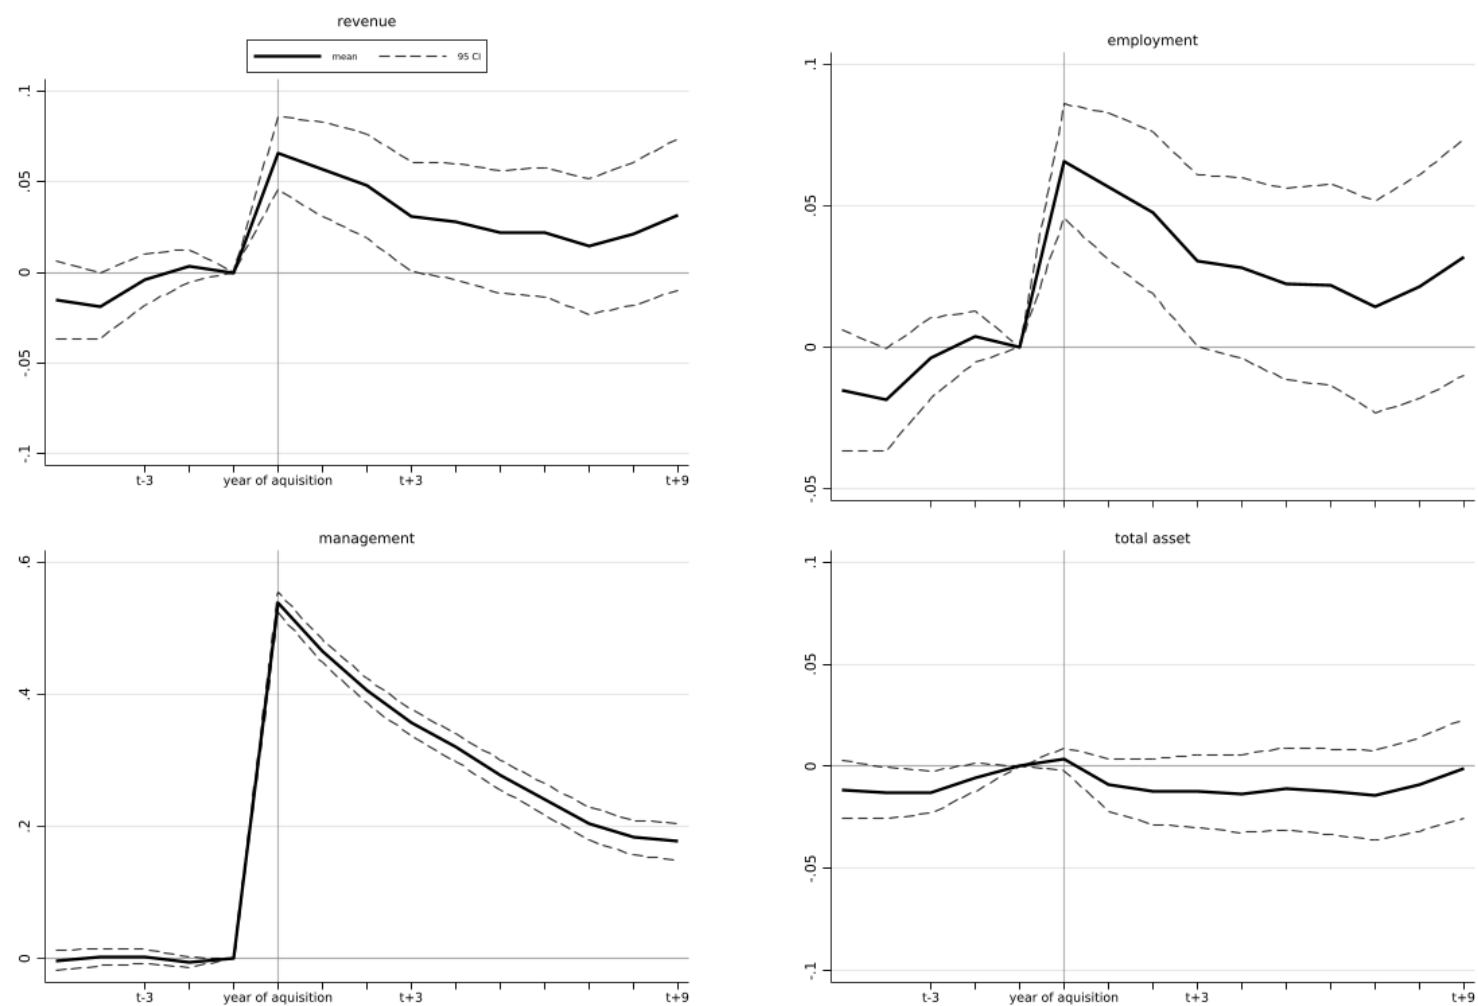 revenue
mean 95 CI
.1
.05
0
-.05
-.1
t-3 year of aquisition t+3 t+9
employment
.1
.05
0
-.05
management
.6
.4
.2
0
t-3 year of aquisition t+3 t+9
total asset
.1
.05
0
-.05
-.1
t-3 year of aquisition t+3 t+9